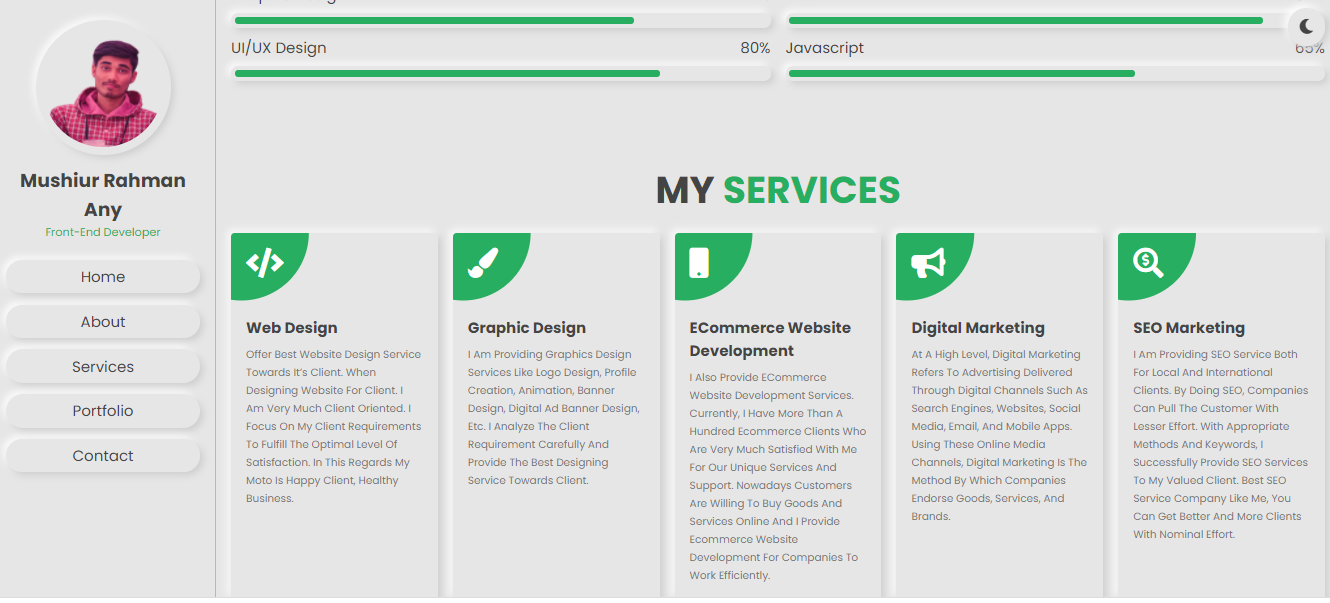 Mushiur Rahman
Any
Front-End Developer
Home
About
Services
Portfolio
Contact
UI/UX Design 80%
Javascript 65%
MY SERVICES
Web Design
Offer Best Website Design Service
Towards It's Client. When
Designing Website For Client. I
Am Very Much Client Oriented. I
Focus On My Client Requirements
To Fulfill The Optimal Level Of
Satisfaction. In This Regards My
Moto Is Happy Client, Healthy
Business.
Graphic Design
I Am Providing Graphics Design
Services Like Logo Design, Profile
Creation, Animation, Banner
Design, Digital Ad Banner Design,
Etc. I Analyze The Client
Requirement Carefully And
Provide The Best Designing
Service Towards Client.
ECommerce Website
Development
I Also Provide ECommerce
Website Development Services.
Currently, I Have More Than A
Hundred Ecommerce Clients Who
Are Very Much Satisfied With Me
For Our Unique Services And
Support. Nowadays Customers
Are Willing To Buy Goods And
Services Online And I Provide
Ecommerce Website
Development For Companies To
Work Efficiently.
Digital Marketing
At A High Level, Digital Marketing
Refers To Advertising Delivered
Through Digital Channels Such As
Search Engines, Websites, Social
Media, Email, And Mobile Apps.
Using These Online Media
Channels, Digital Marketing Is The
Method By Which Companies
Endorse Goods, Services, And
Brands.
SEO Marketing
I Am Providing SEO Service Both
For Local And International
Clients. By Doing SEO, Companies
Can Pull The Customer With
Lesser Effort. With Appropriate
Methods And Keywords, I
Successfully Provide SEO Services
To My Valued Client. Best SEO
Service Company Like Me, You
Can Get Better And More Clients
With Nominal Effort.